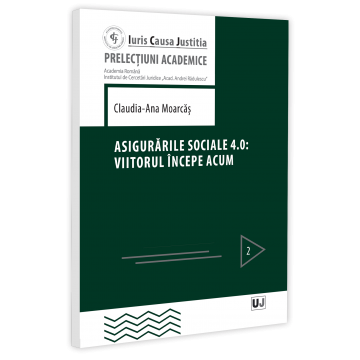 Iuris Causa Justitia
PRELECȚIUNI ACADEMICE
Academia Română
Institutul de Cercetări Juridice „Acad. Andrei Rădulescu”
Claudia-Ana Moarcăș
ASIGURĂRILE SOCIALE 4.0:
VIITORUL ÎNCEPE ACUM
2
UJ